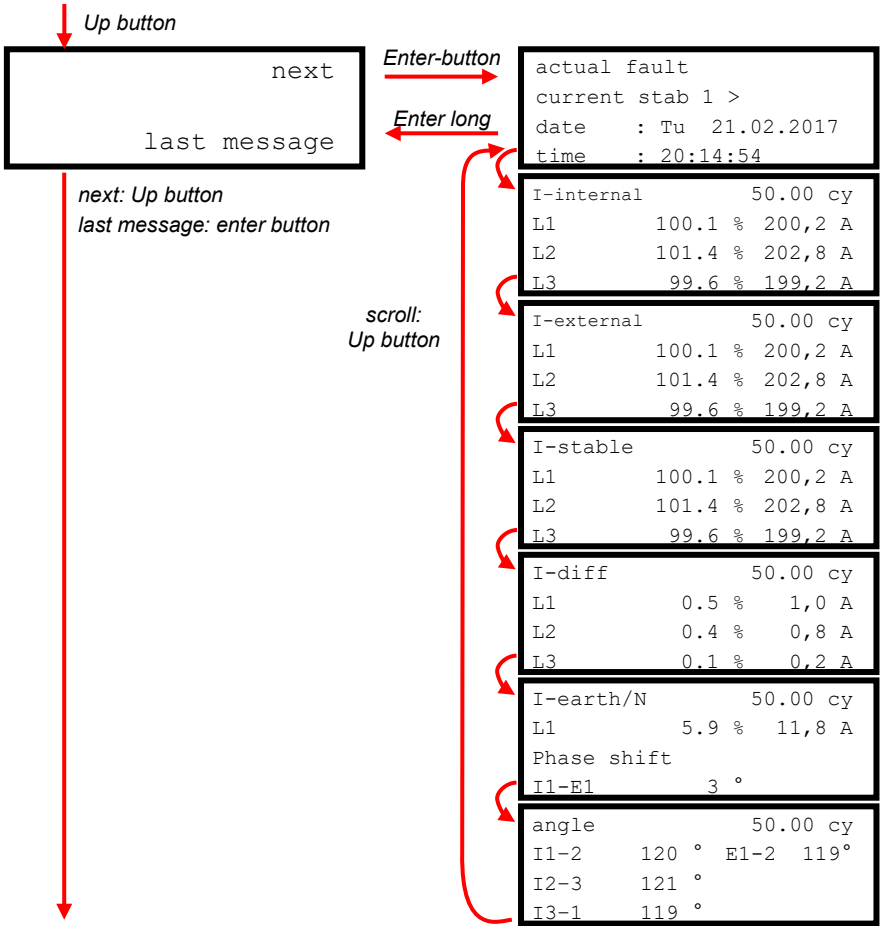 Up button
next
last message
Enter-button
Enter long
next: Up button
last message: enter button
scroll:
Up button
actual fault
current stab 1 >
date : Tu 21.02.2017
time : 20:14:54
I-internal 50.00 cy
L1 100.1 % 200,2 A
L2 101.4 % 202,8 A
L3 99.6 % 199,2 A
I-external 50.00 cy
L1 100.1 % 200,2 A
L2 101.4 % 202,8 A
L3 99.6 % 199,2 A
I-stable 50.00 cy
L1 100.1 % 200,2 A
L2 101.4 % 202,8 A
L3 99.6 % 199,2 A
I-diff 50.00 cy
L1 0.5 % 1,0 A
L2 0.4 % 0,8 A
L3 0.1 % 0,2 A
I-earth/N 50.00 cy
L1 5.9 % 11,8 A
Phase shift
I1-E1 3 °
angle 50.00 cy
I1-2 120 ° E1-2 119°
I2-3 121 °
I3-1 119 °